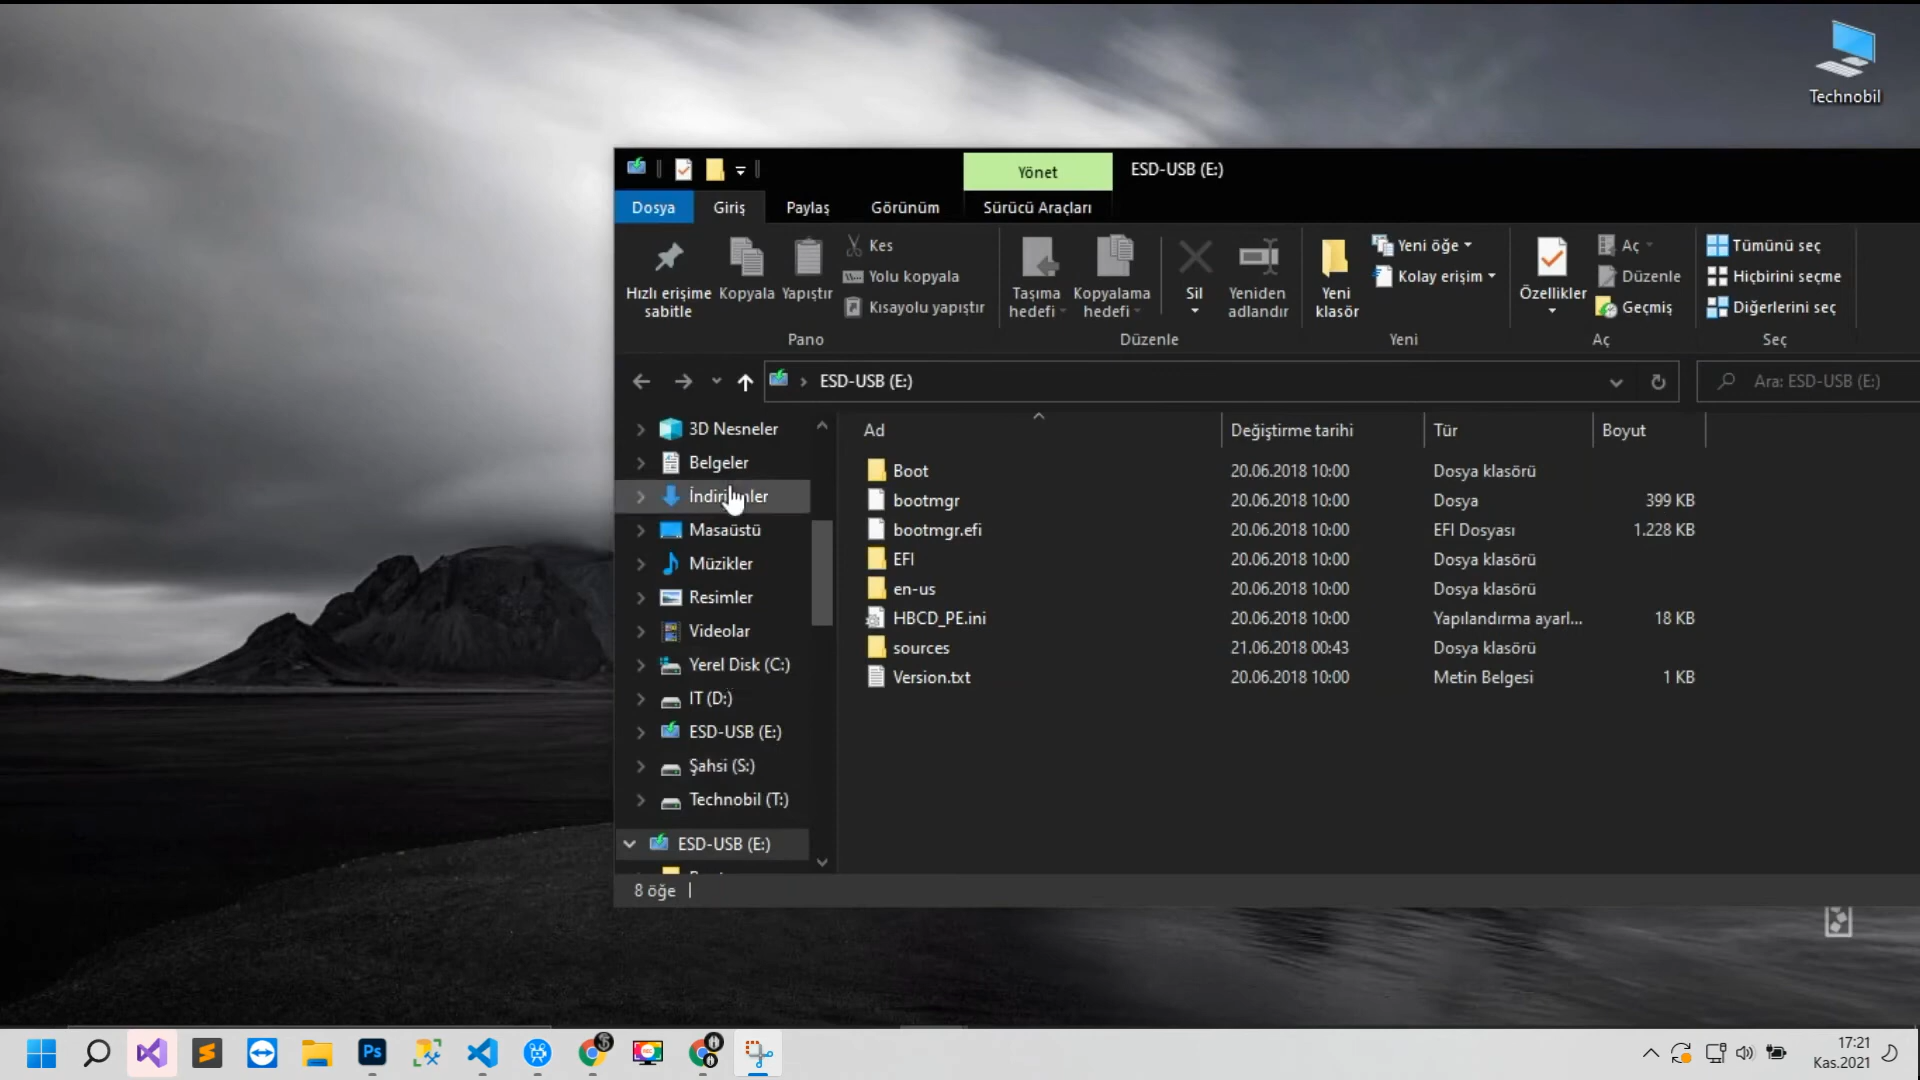 Technobil
Yönet
ESD-USB (E:)
Dosya
Giriş
Paylaş
Görünüm
Sürücü Araçları
Hızlı erişime
sabitle
Kopyala
Yapıştır
Kes
Yolu kopyala
Kısayolu yapıştır
Pano
Taşıma
hedefi
Kopyalama
hedefi
Sil
Yeniden
adlandır
Düzenle
Yeni
klasör
Yeni öğe
Kolay erişim
Yeni
Özellikler
Aç
Düzenle
Geçmiş
Aç
Tümünü seç
Hiçbirini seçme
Diğerlerini seç
Seç
ESD-USB (E:)
Ara: ESD-USB (E:)
3D Nesneler
Belgeler
Masaüstü
Müzikler
Resimler
Videolar
Yerel Disk (C:)
IT (D:)
ESD-USB (E:)
Şahsi (S:)
Technobil (T:)
ESD-USB (E:)
Ad Değiştirme tarihi Tür Boyut
Boot 20.06.2018 10:00 Dosya klasörü
bootmgr 20.06.2018 10:00 Dosya 399 KB
bootmgr.efi 20.06.2018 10:00 EFI Dosyası 1.228 KB
EFI 20.06.2018 10:00 Dosya klasörü
en-us 20.06.2018 10:00 Dosya klasörü
HBCD_PE.ini 20.06.2018 10:00 Yapılandırma ayarl... 18 KB
sources 21.06.2018 00:43 Dosya klasörü
Version.txt 20.06.2018 10:00 Metin Belgesi 1 KB
8 öğe
Ps
17:21
Kas.2021